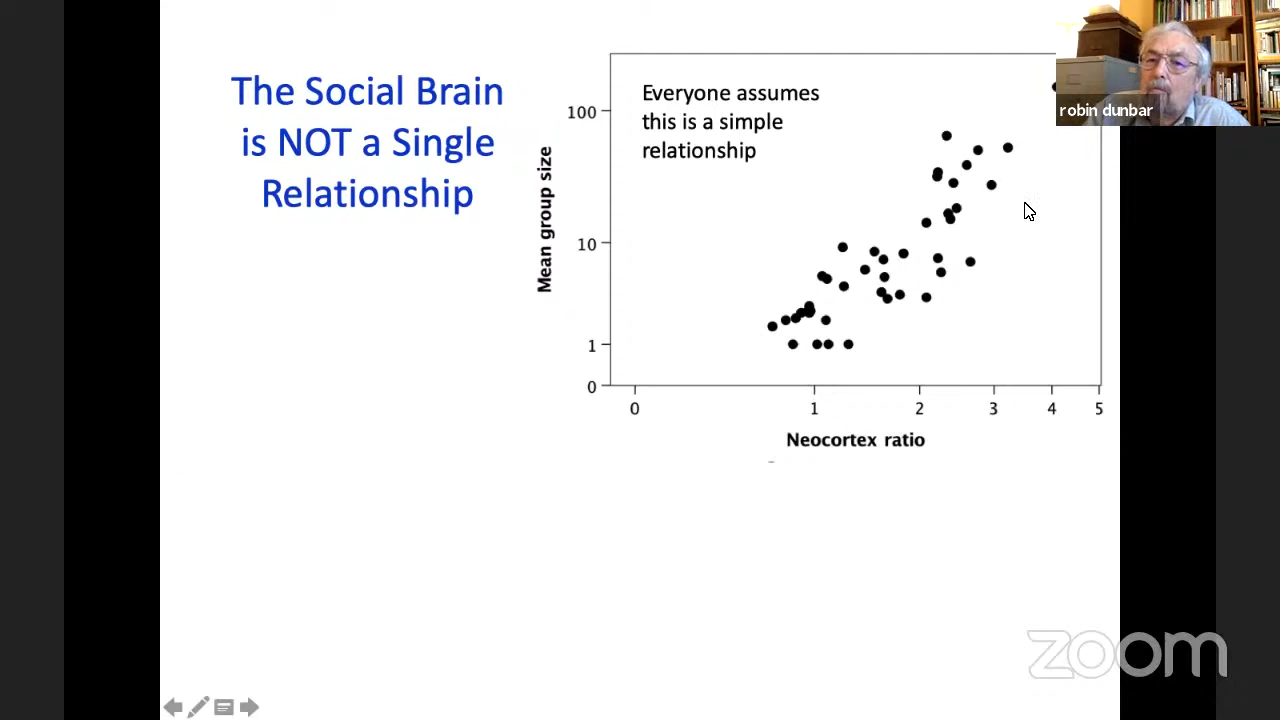 The Social Brain
is NOT a Single
Relationship
Everyone assumes
this is a simple
relationship
Mean group size
100
10
1
0
0 1 2 3 4 5
Neocortex ratio
robin dunbar
zoom